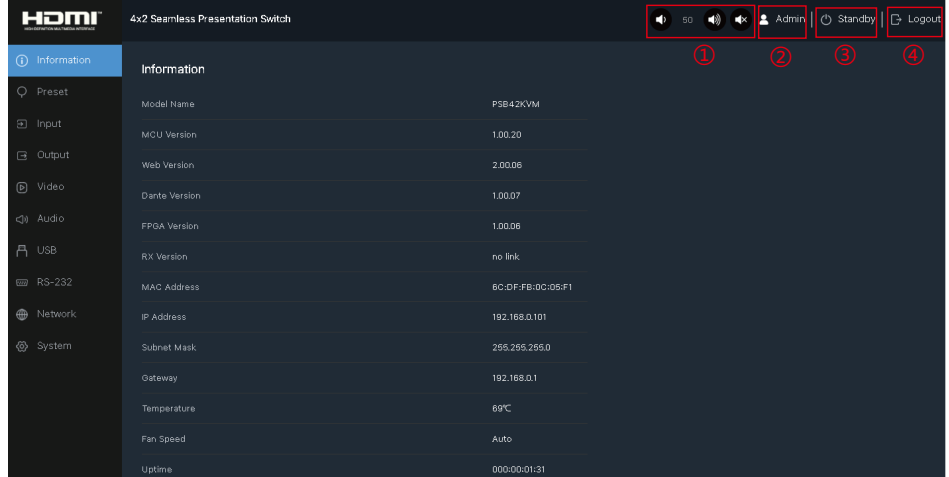 HDMI™
HIGH-DEFINITION MULTIMEDIA INTERFACE
4x2 Seamless Presentation Switch
50
Admin
Standby
Logout
① ② ③ ④
Information
Preset
Input
Output
Video
Audio
USB
RS-232
Network
System
Information
Model Name PSB42KVM
MCU Version 1.00.20
Web Version 2.00.06
Dante Version 1.00.07
FPGA Version 1.00.06
RX Version no link
MAC Address 6C:DF:FB:0C:05:F1
IP Address 192.168.0.101
Subnet Mask 255.255.255.0
Gateway 192.168.0.1
Temperature 69℃
Fan Speed Auto
Uptime 000:00:01:31